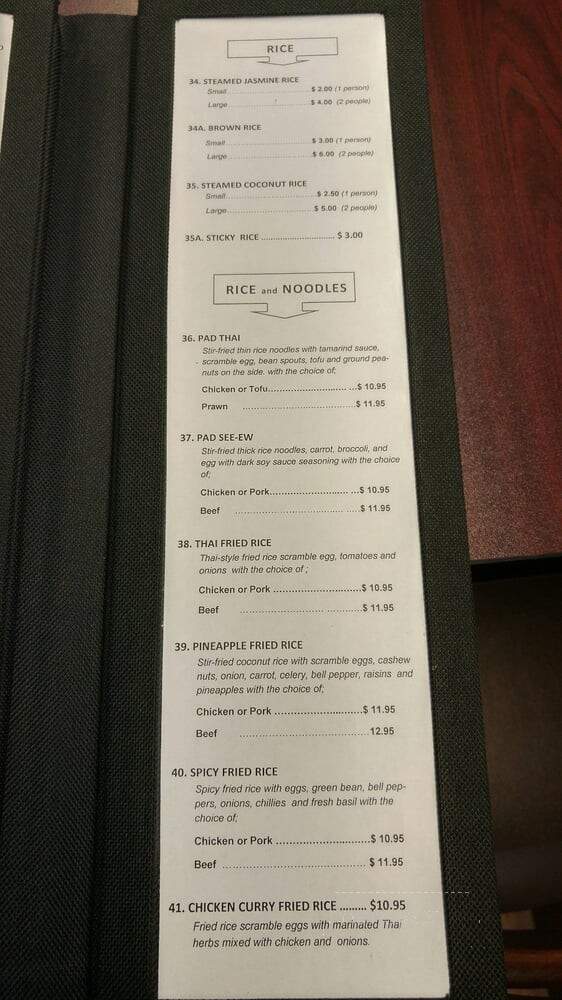 RICE
34. STEAMED JASMINE RICE
Small............................$ 2.00 (1 person)
Large............................$ 4.00 (2 people)
34A. BROWN RICE
Small............................$ 3.00 (1 person)
Large............................$ 6.00 (2 people)
35. STEAMED COCONUT RICE
Small............................$ 2.50 (1 person)
Large............................$ 5.00 (2 people)
35A. STICKY RICE ............................$ 3.00
RICE and NOODLES
36. PAD THAI
Stir-fried thin rice noodles with tamarind sauce,
scramble egg, bean spouts, tofu and ground pea-
nuts on the side. with the choice of;
Chicken or Tofu.......................... ...$ 10.95
Prawn ......................................$ 11.95
37. PAD SEE-EW
Stir-fried thick rice noodles, carrot, broccoli, and
egg with dark soy sauce seasoning with the choice
of;
Chicken or Pork.......................... ...$ 10.95
Beef .................................... .....$ 11.95
38. THAI FRIED RICE
Thai-style fried rice scramble egg, tomatoes and
onions with the choice of ;
Chicken or Pork ............................$ 10.95
Beef ............................ ............$ 11.95
39. PINEAPPLE FRIED RICE
Stir-fried coconut rice with scramble eggs, cashew
nuts, onion, carrot, celery, bell pepper, raisins and
pineapples with the choice of;
Chicken or Pork ............................$ 11.95
Beef ..........................................12.95
40. SPICY FRIED RICE
Spicy fried rice with eggs, green bean, bell pep-
pers, onions, chillies and fresh basil with the
choice of;
Chicken or Pork ..............................$ 10.95
Beef ............................................ $ 11.95
41. CHICKEN CURRY FRIED RICE ......... $10.95
Fried rice scramble eggs with marinated Thai
herbs mixed with chicken and onions.